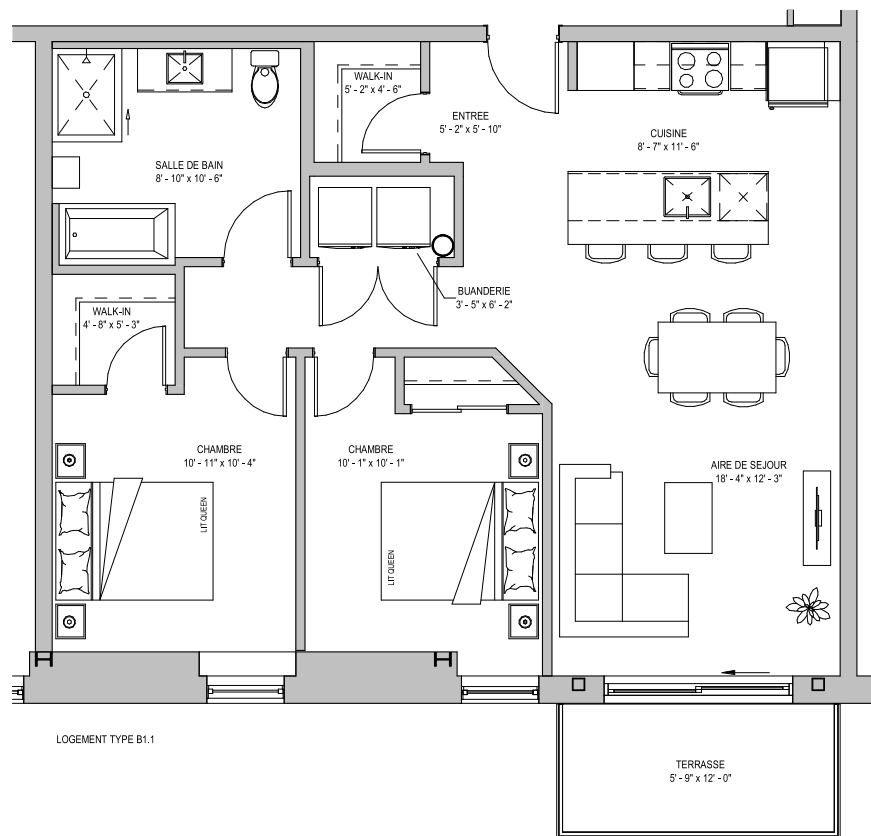 WALK-IN
5' - 2" x 4' - 6"
ENTREE
5' - 2" x 5' - 10"
CUISINE
8' - 7" x 11' - 6"
SALLE DE BAIN
8' - 10" x 10' - 6"
BUANDERIE
3' - 5" x 6' - 2"
WALK-IN
4' - 8" x 5' - 3"
CHAMBRE
10' - 11" x 10' - 4"
CHAMBRE
10' - 1" x 10' - 1"
AIRE DE SEJOUR
18' - 4" x 12' - 3"
LIT QUEEN
LIT QUEEN
LOGEMENT TYPE B1.1
TERRASSE
5' - 9" x 12' - 0"